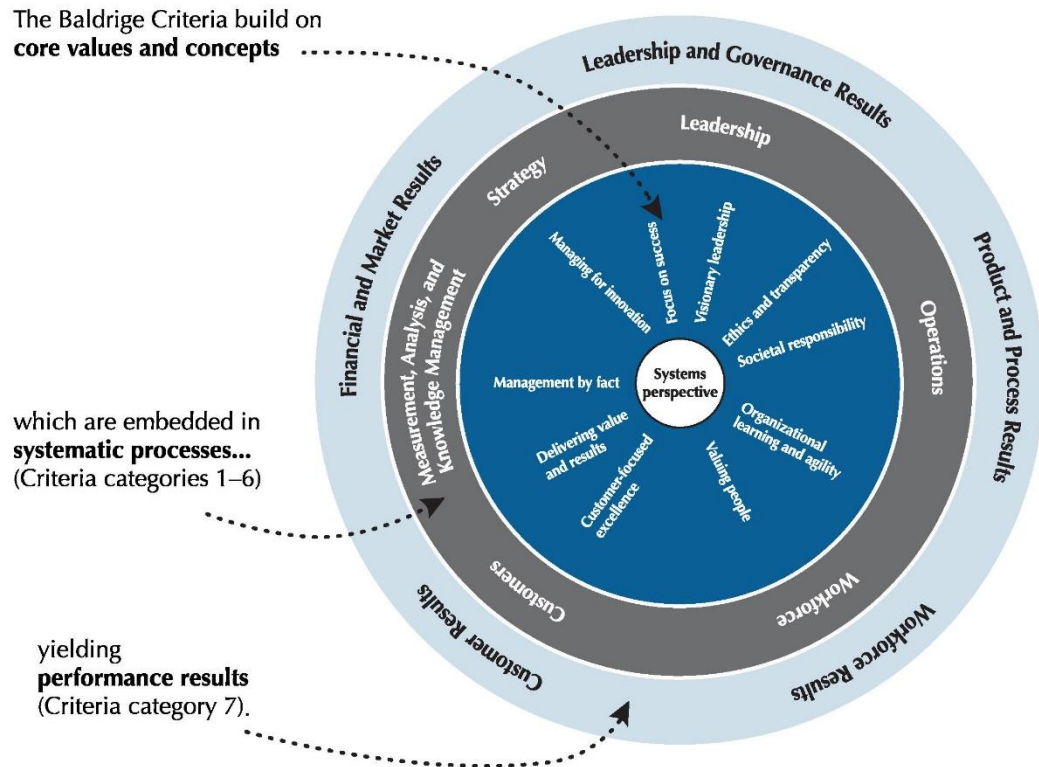 The Baldrige Criteria build on
core values and concepts
which are embedded in
systematic processes...
(Criteria categories 1–6)
yielding
performance results
(Criteria category 7).
Leadership and Governance Results
Product and Process Results
Workforce Results
Customer Results
Financial and Market Results
Leadership
Operations
Workforce
Customers
Measurement, Analysis, and
Knowledge Management
Strategy
Focus on success
Visionary leadership
Ethics and transparency
Societal responsibility
Organizational
learning and agility
Valuing people
Customer-focused
excellence
Delivering value
and results
Management by fact
Managing for innovation
Systems
perspective